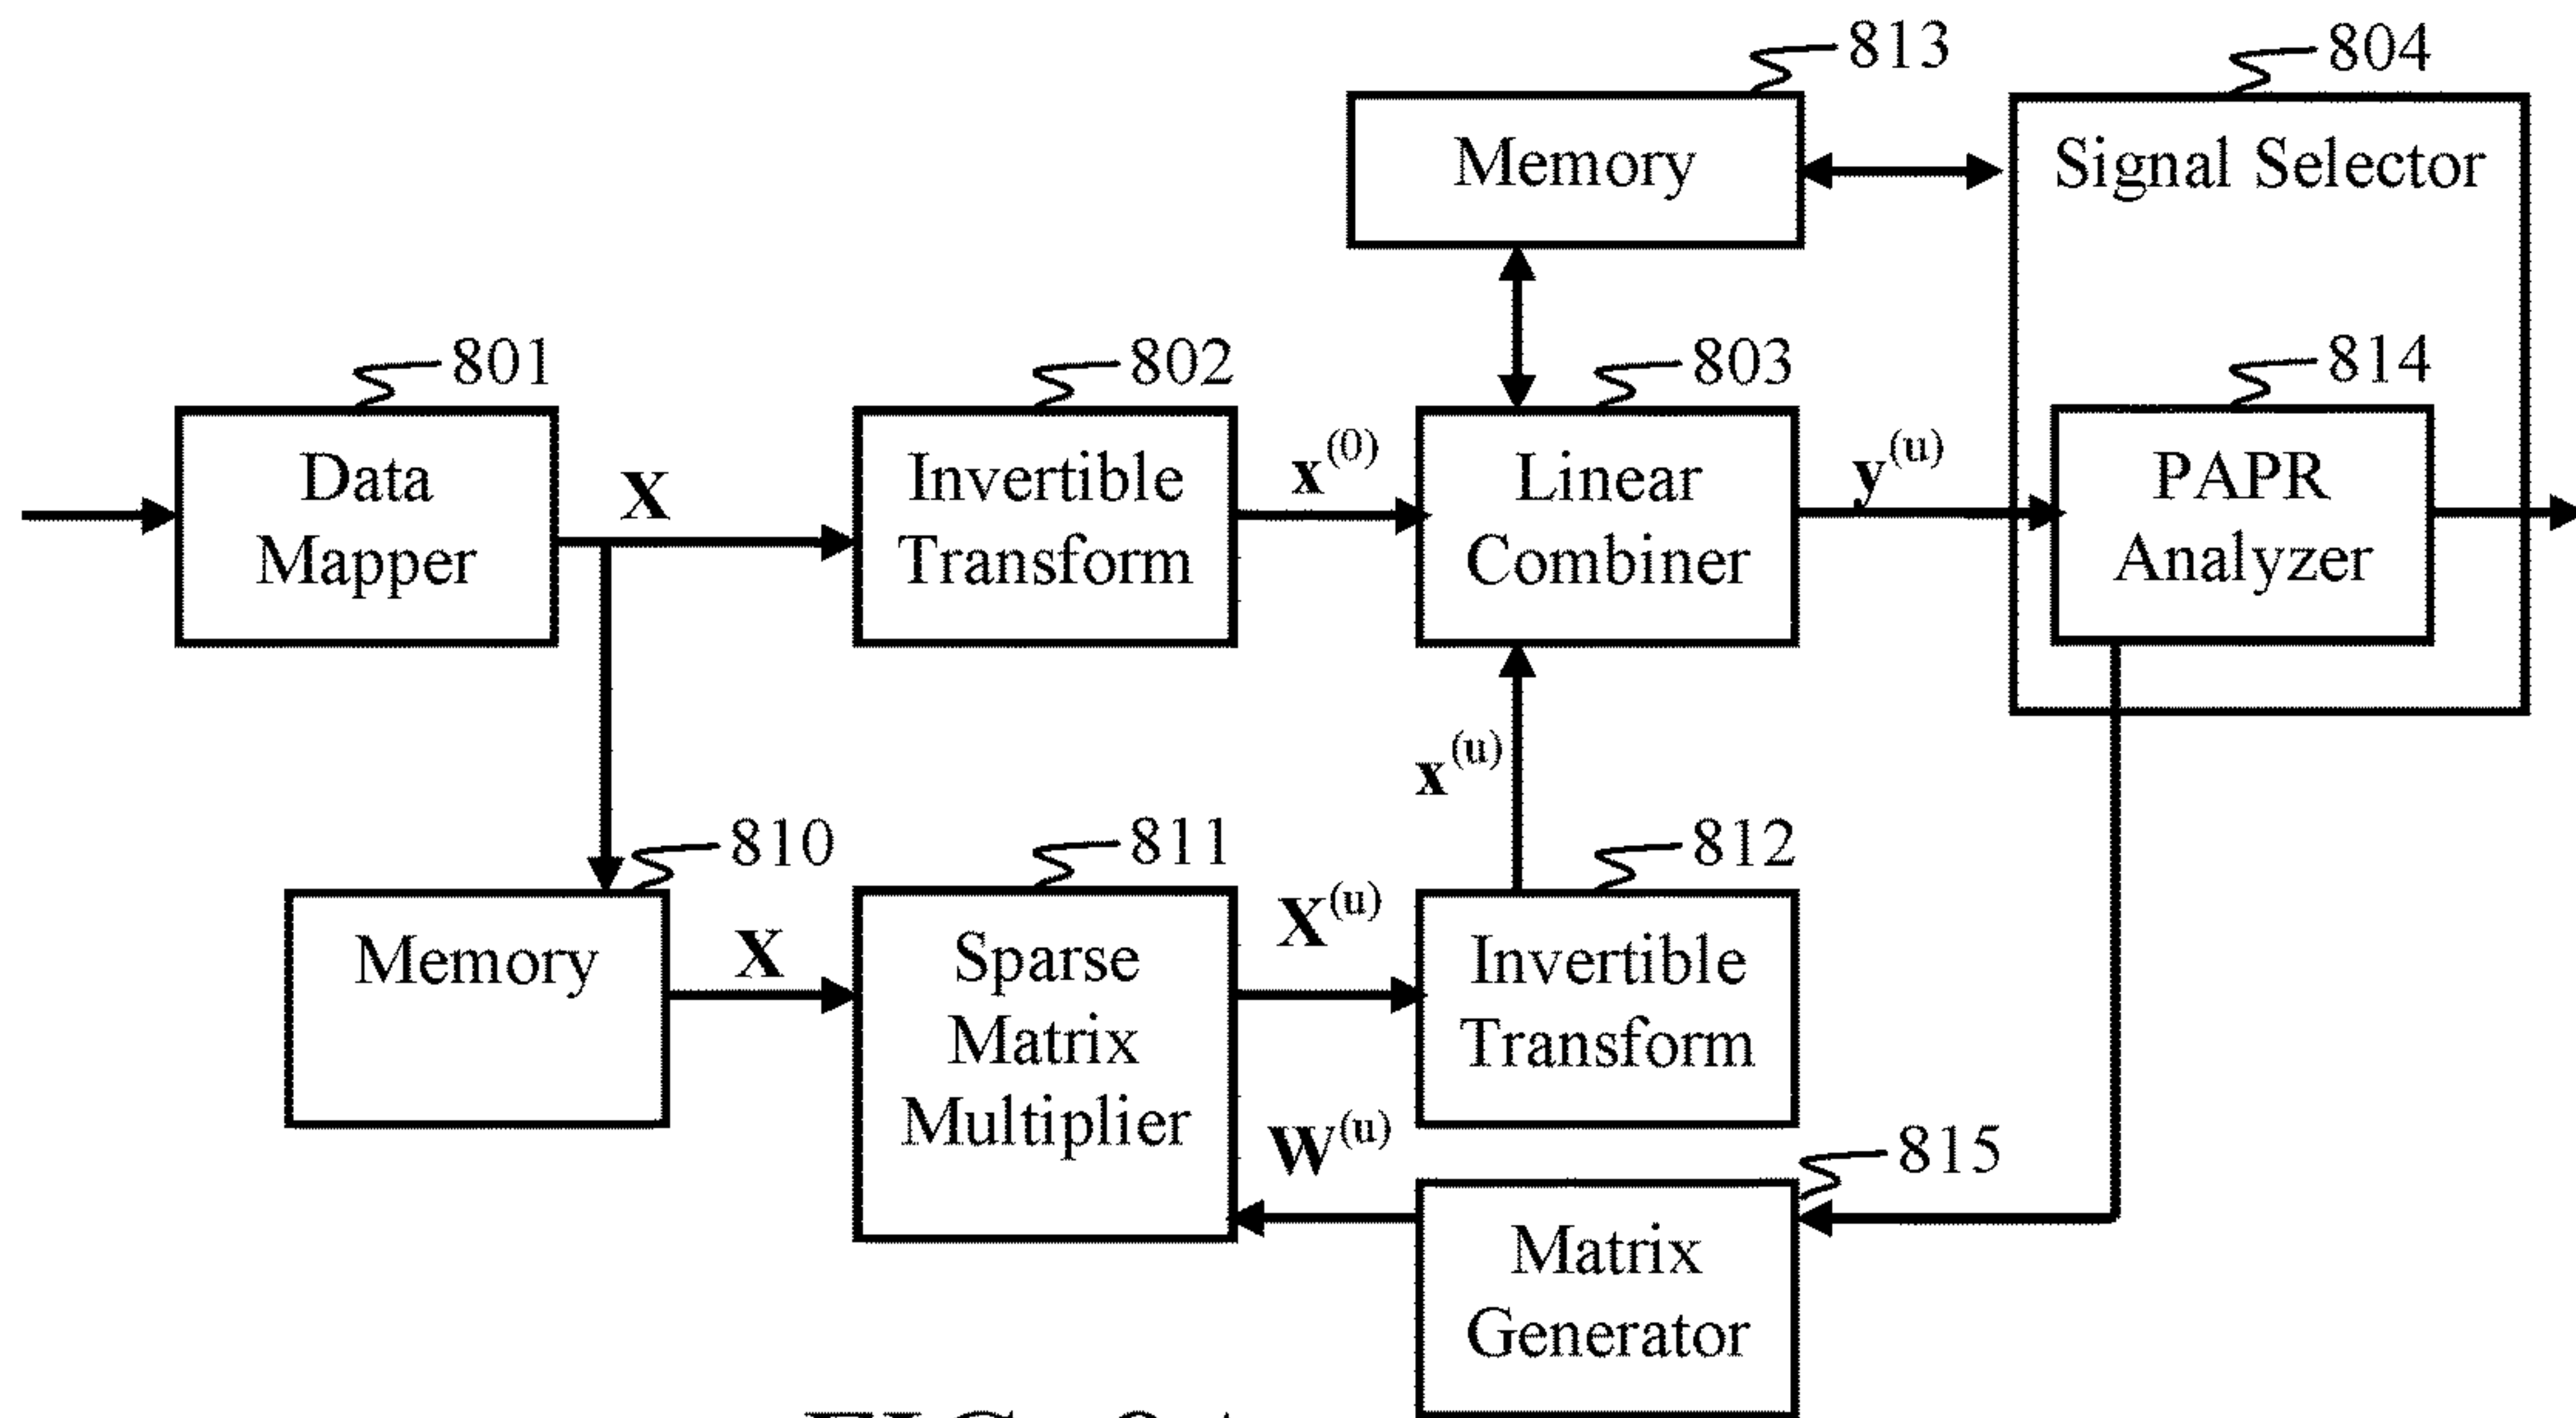 813
804
Memory
Signal Selector
801
802
803
814
Data
Mapper
X
Invertible
Transform
x(0)
Linear
Combiner
y(u)
PAPR
Analyzer
x(u)
810
811
812
Memory
X
Sparse
Matrix
Multiplier
X(u)
Invertible
Transform
W(u)
815
Matrix
Generator